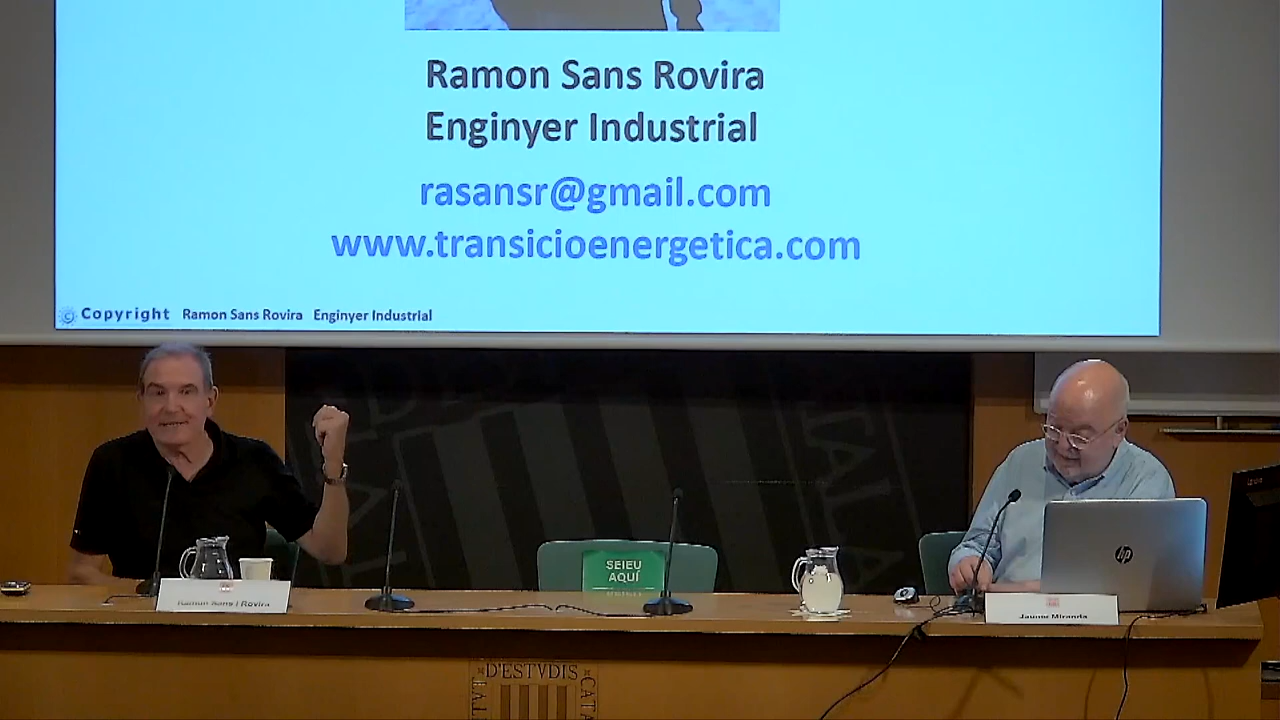 Ramon Sans Rovira
Enginyer Industrial
rasansr@gmail.com
www.transicioenergetica.com
Copyright Ramon Sans Rovira Enginyer Industrial
SEIEU
AQUÍ
hp
Ramon Sans i Rovira
Jaume Miranda
D'ESTVDIS